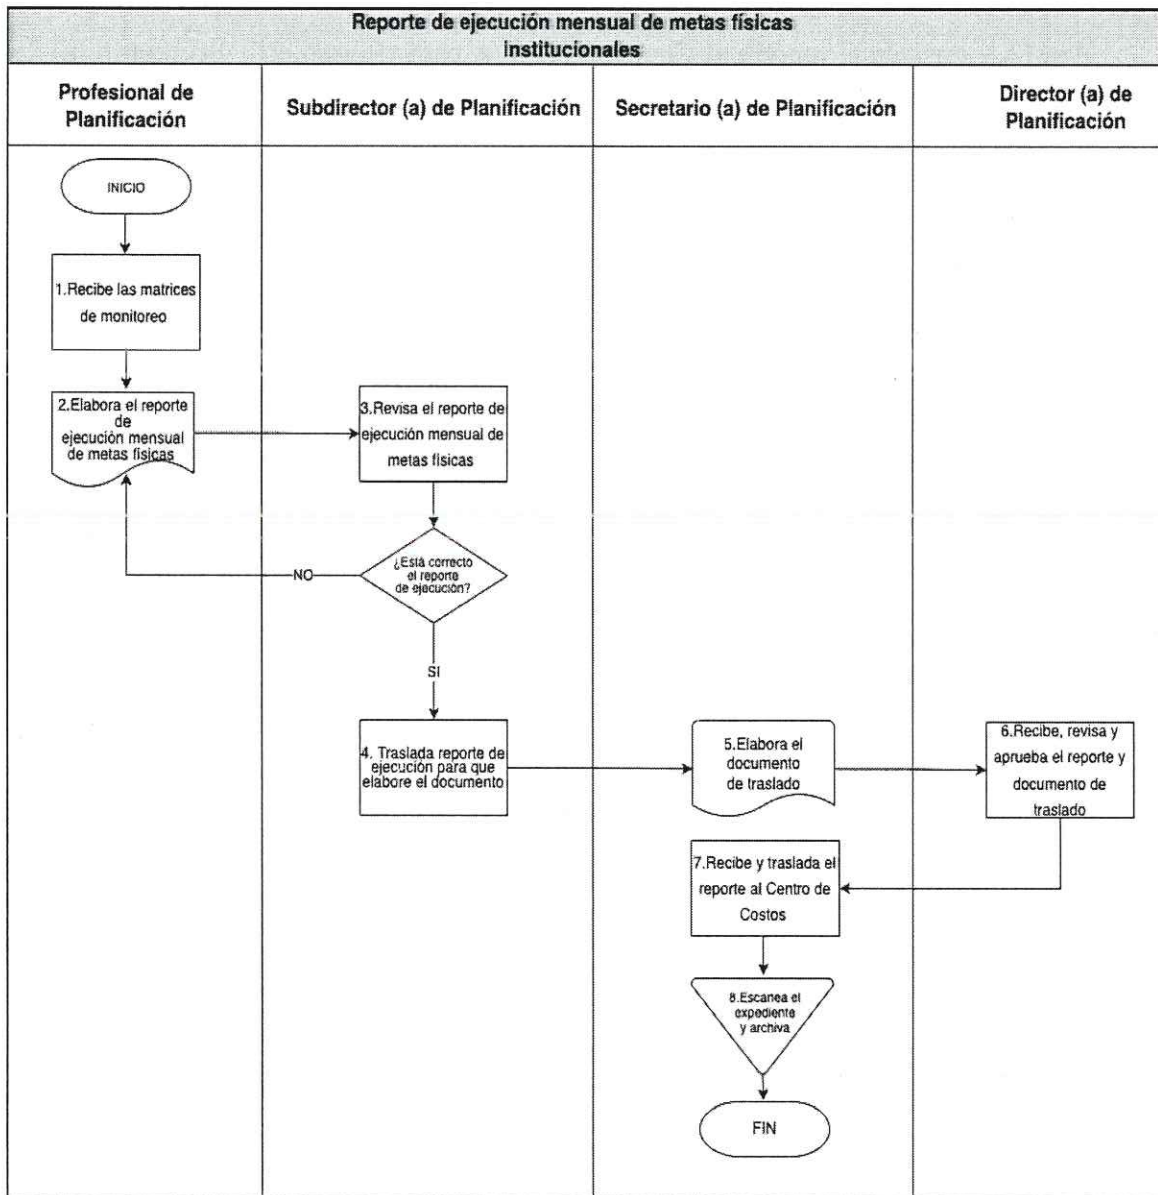 Reporte de ejecución mensual de metas físicas
institucionales
Profesional de
Planificación
Subdirector (a) de Planificación
Secretario (a) de Planificación
Director (a) de
Planificación
INICIO
1.Recibe las matrices
de monitoreo
2.Elabora el reporte
de
ejecución mensual
de metas físicas
3.Revisa el reporte de
ejecución mensual de
metas físicas
¿Está correcto
el reporte
de ejecución?
NO
SI
4. Traslada reporte de
ejecución para que
elabore el documento
5.Elabora el
documento
de traslado
6.Recibe, revisa y
aprueba el reporte y
documento de
traslado
7.Recibe y traslada el
reporte al Centro de
Costos
8.Escanea el
expediente
y archiva
FIN